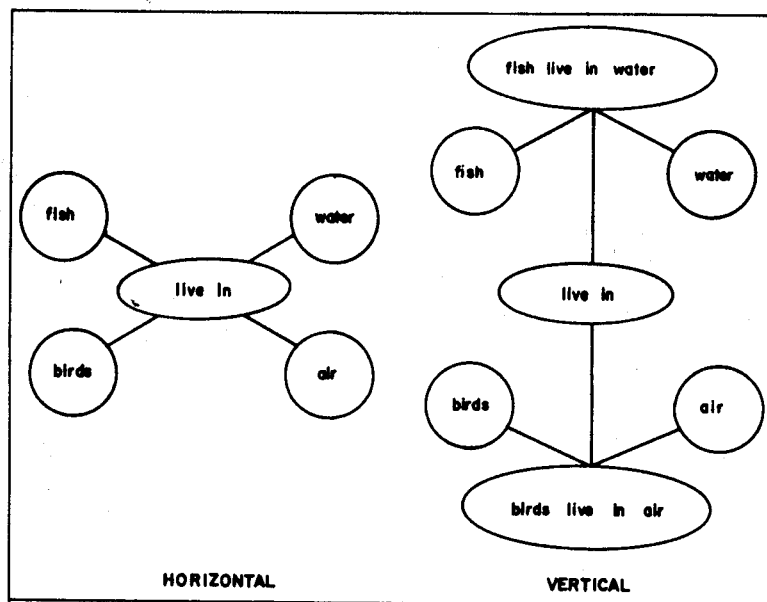 fish
water
live in
birds
air
HORIZONTAL
fish live in water
fish
water
live in
birds
air
birds live in air
VERTICAL